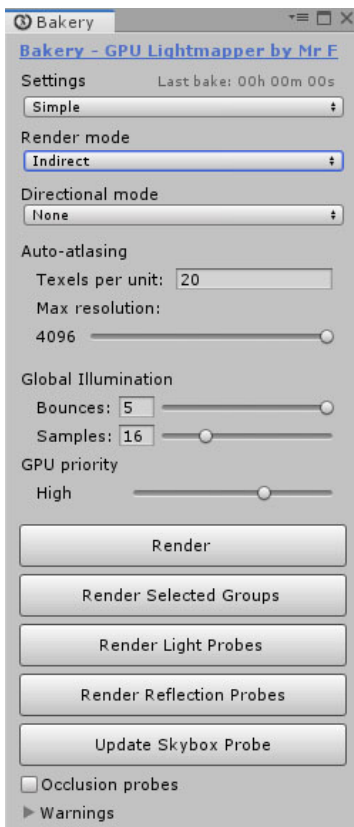 Bakery
Bakery - GPU Lightmapper by Mr F
Settings Last bake: 00h 00m 00s
Simple
Render mode
Indirect
Directional mode
None
Auto-atlasing
Texels per unit: 20
Max resolution:
4096
Global Illumination
Bounces: 5
Samples: 16
GPU priority
High
Render
Render Selected Groups
Render Light Probes
Render Reflection Probes
Update Skybox Probe
Occlusion probes
Warnings